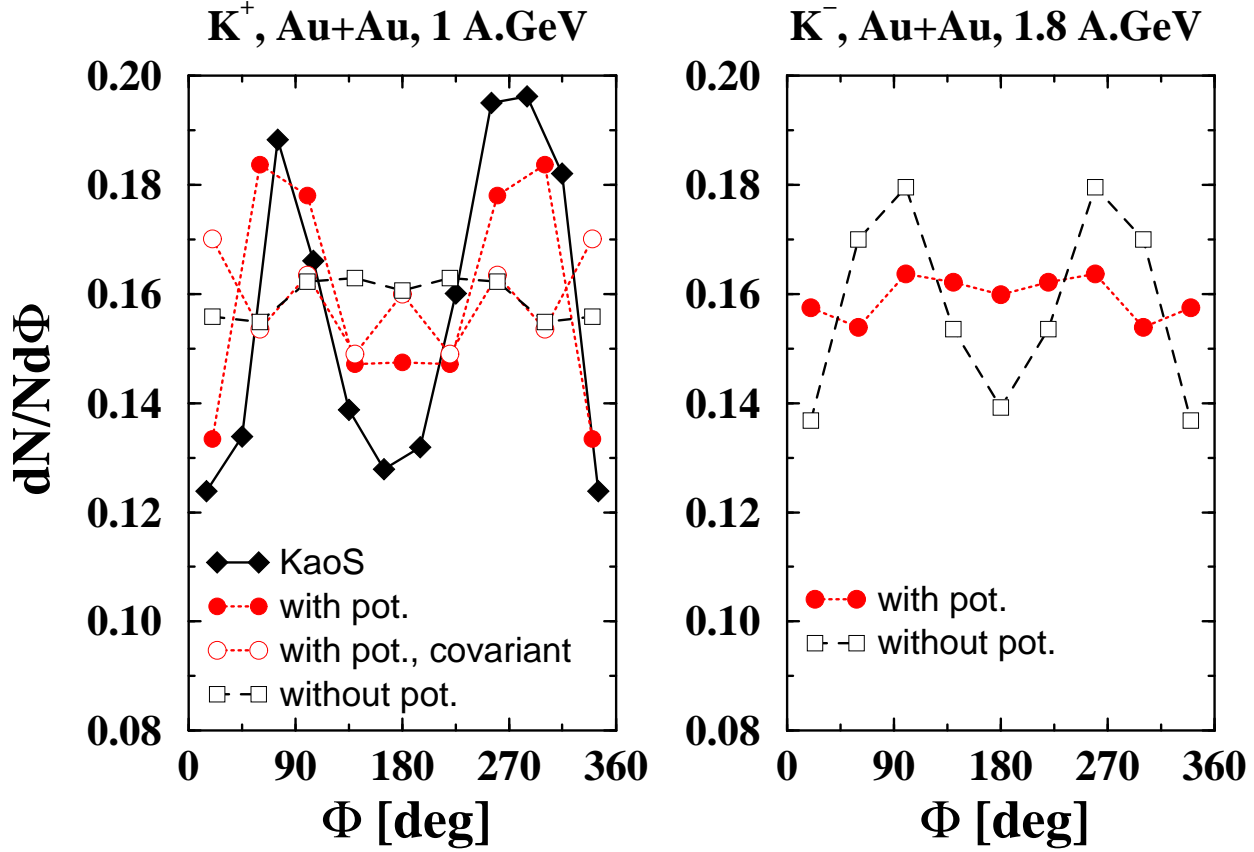 K⁺, Au+Au, 1 A.GeV
K⁻, Au+Au, 1.8 A.GeV
dN/NdΦ
0.20
0.18
0.16
0.14
0.12
0.10
0.08
KaoS
with pot.
with pot., covariant
without pot.
0 90 180 270 360
Φ [deg]
0.20
0.18
0.16
0.14
0.12
0.10
0.08
with pot.
without pot.
0 90 180 270 360
Φ [deg]